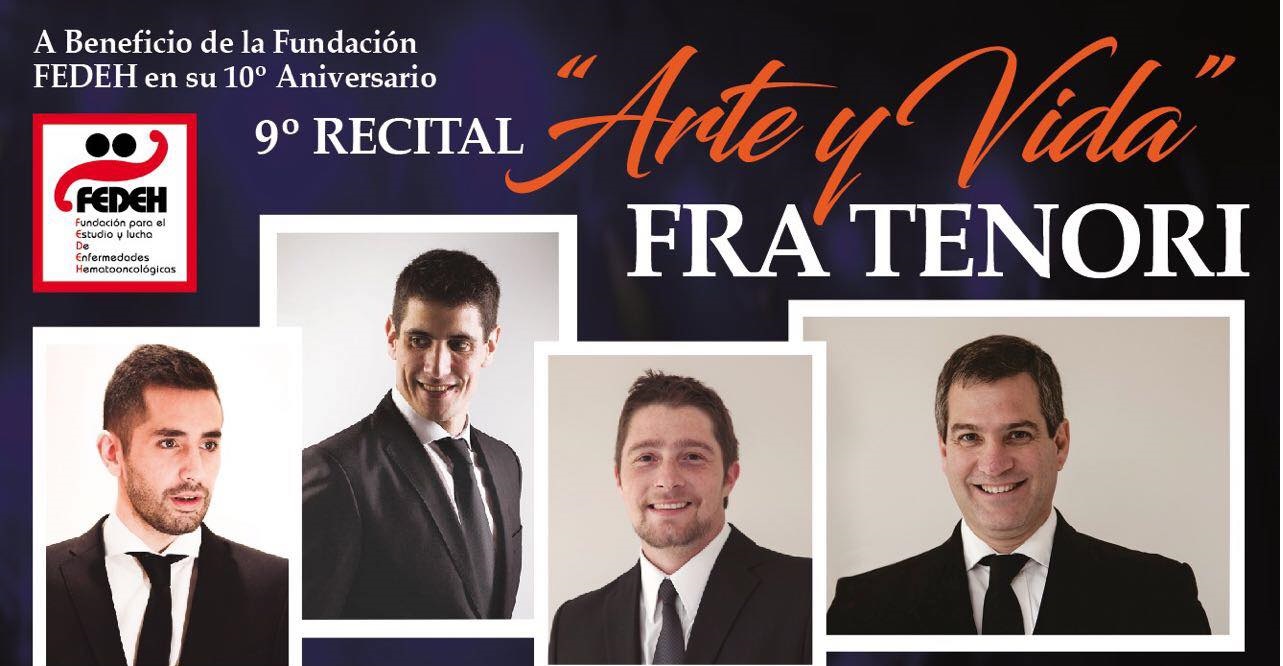 A Beneficio de la Fundación
FEDEH en su 10º Aniversario
9º RECITAL “Arte y Vida”
FRA TENORI
FEDEH
Fundación para el
Estudio y lucha
De
Enfermedades
Hematooncológicas